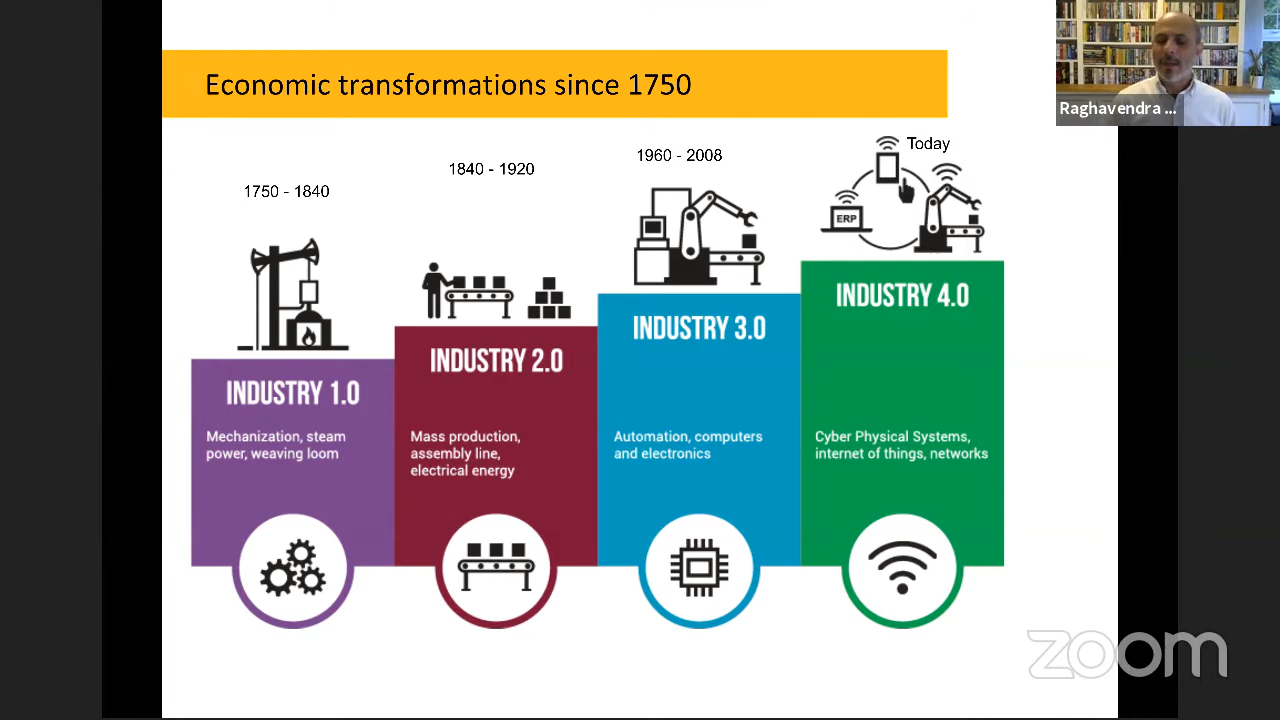 Economic transformations since 1750
Raghavendra ...
1750 - 1840
1840 - 1920
1960 - 2008
Today
ERP
INDUSTRY 1.0
Mechanization, steam
power, weaving loom
INDUSTRY 2.0
Mass production,
assembly line,
electrical energy
INDUSTRY 3.0
Automation, computers
and electronics
INDUSTRY 4.0
Cyber Physical Systems,
internet of things, networks
zoom